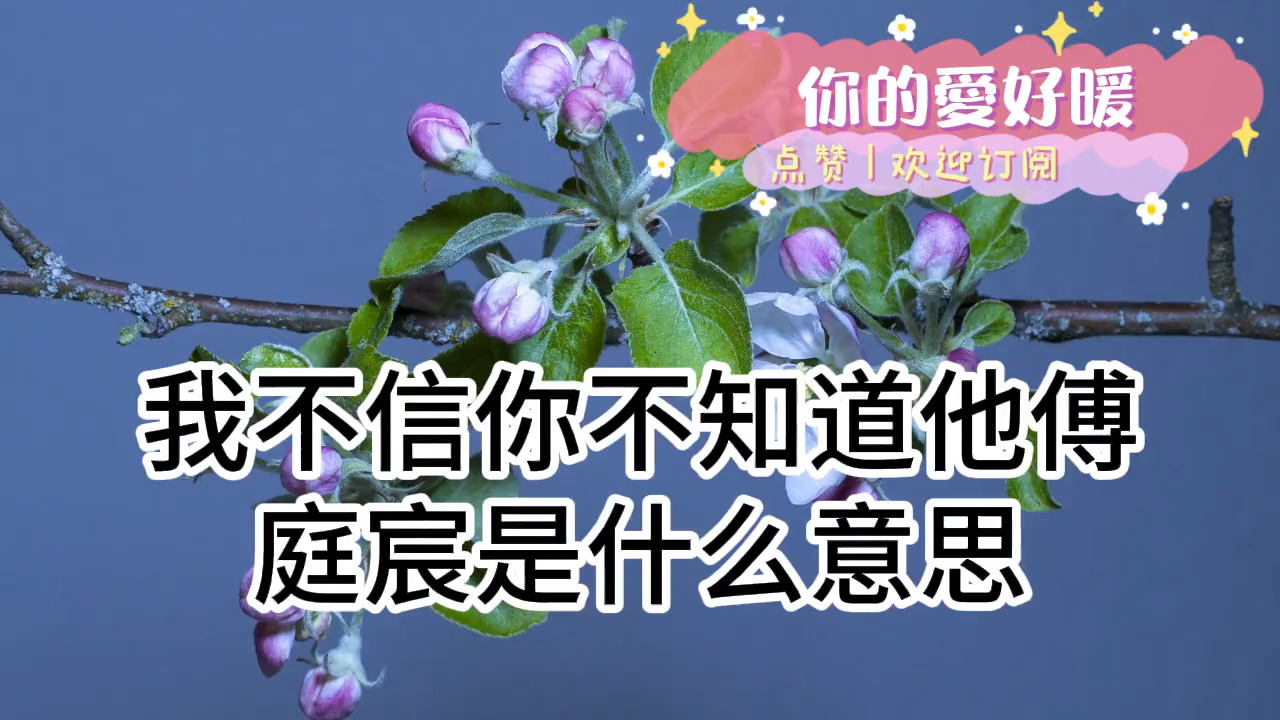 你的愛好暖
点赞 | 欢迎订阅
我不信你不知道他傅
庭宸是什么意思